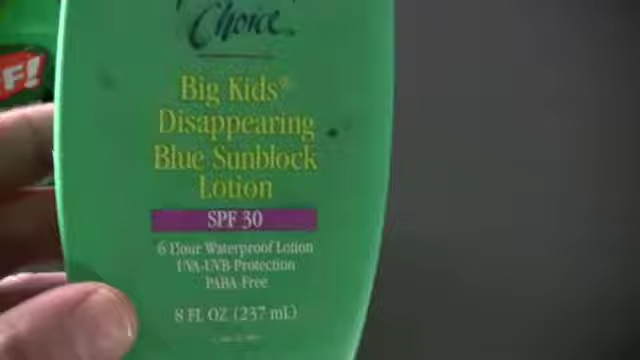 Choice
F!
Big Kids®
Disappearing
Blue Sunblock
Lotion
SPF 30
6 Hour Waterproof Lotion
UVA-UVB Protection
PABA-Free
8 FL OZ (237 mL)